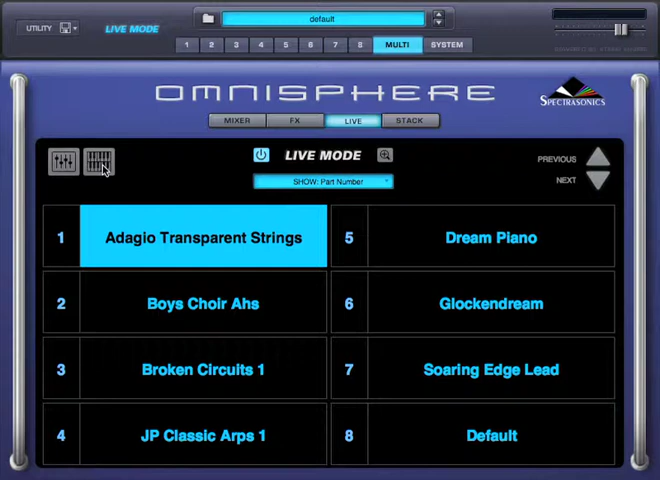 UTILITY
LIVE MODE
default
1 2 3 4 5 6 7 8 MULTI SYSTEM
OMNISPHERE
SPECTRASONICS
MIXER FX LIVE STACK
LIVE MODE
SHOW: Part Number
PREVIOUS
NEXT
1 Adagio Transparent Strings
5 Dream Piano
2 Boys Choir Ahs
6 Glockendream
3 Broken Circuits 1
7 Soaring Edge Lead
4 JP Classic Arps 1
8 Default